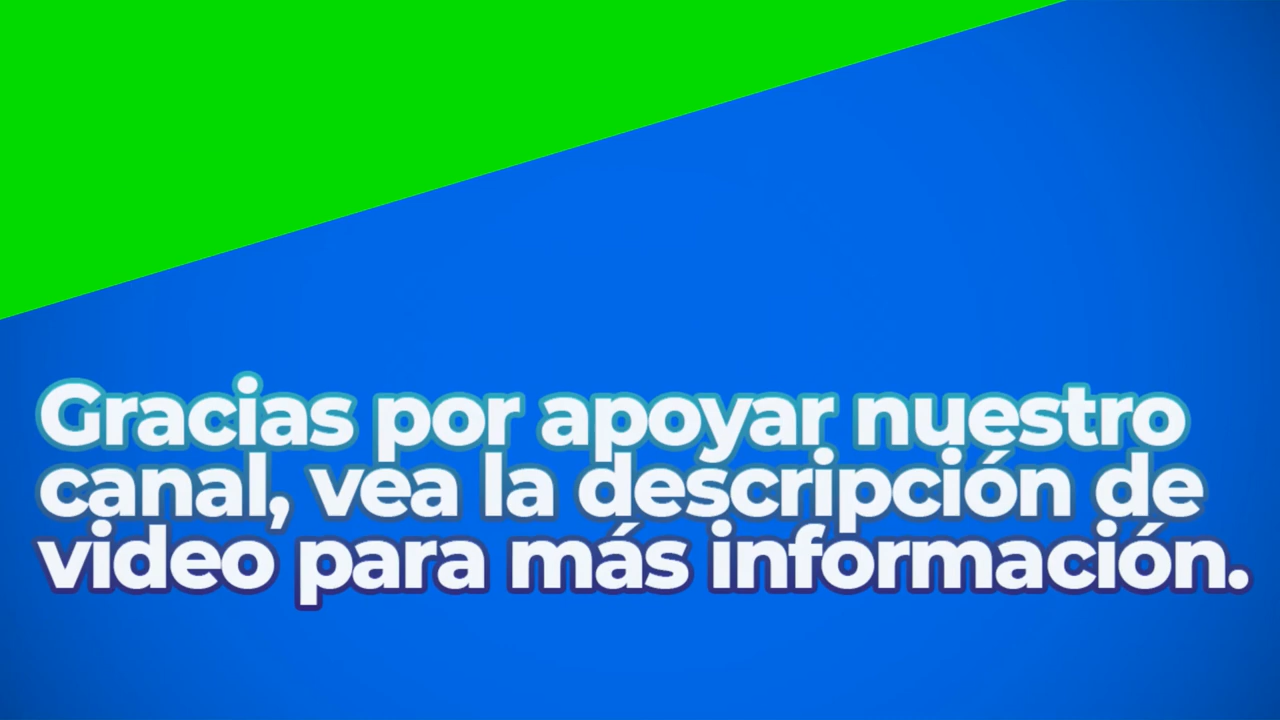 Gracias por apoyar nuestro
canal, vea la descripción de
video para más información.